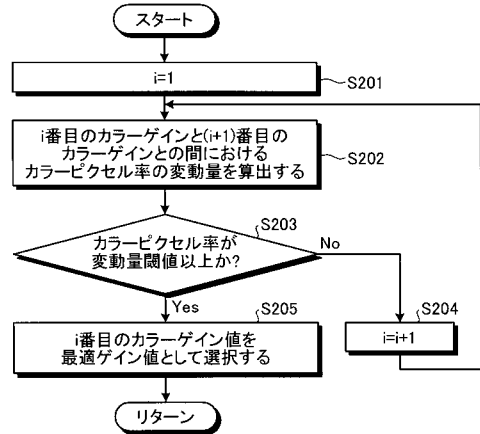 スタート
i=1
S201
i番目のカラーゲインと(i+1)番目の
カラーゲインとの間における
カラーピクセル率の変動量を算出する
S202
S203
カラーピクセル率が
変動量閾値以上か?
No
Yes
S204
i=i+1
S205
i番目のカラーゲイン値を
最適ゲイン値として選択する
リターン